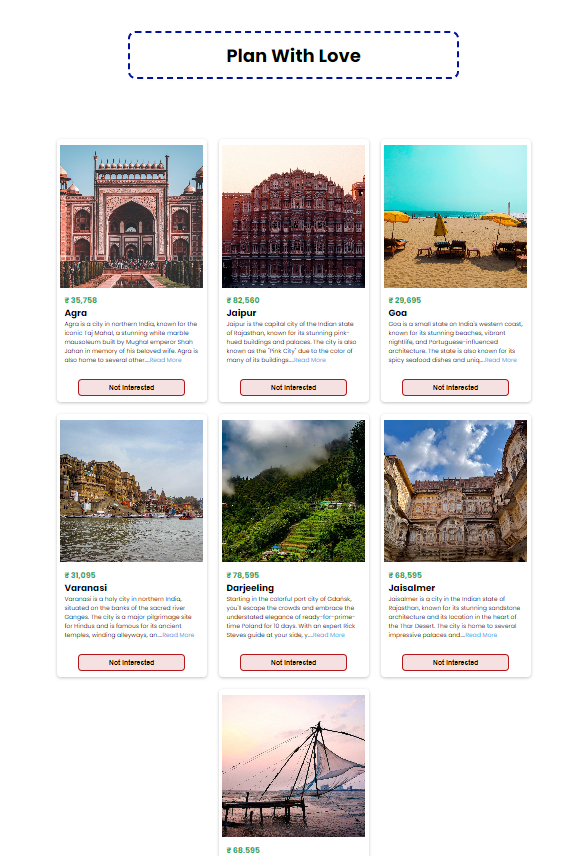 Plan With Love
₹ 35,758
Agra
Agra is a city in northern India, known for the
iconic Taj Mahal, a stunning white marble
mausoleum built by Mughal emperor Shah
Jahan in memory of his beloved wife. Agra is
also home to several other....Read More
Not Interested
₹ 82,560
Jaipur
Jaipur is the capital city of the Indian state
of Rajasthan, known for its stunning pink-
hued buildings and palaces. The city is also
known as the "Pink City" due to the color of
many of its buildings....Read More
Not Interested
₹ 29,695
Goa
Goa is a small state on India's western coast,
known for its stunning beaches, vibrant
nightlife, and Portuguese-influenced
architecture. The state is also known for its
spicy seafood dishes and uniq....Read More
Not Interested
₹ 31,095
Varanasi
Varanasi is a holy city in northern India,
situated on the banks of the sacred river
Ganges. The city is a major pilgrimage site
for Hindus and is famous for its ancient
temples, winding alleyways, an....Read More
Not Interested
₹ 78,595
Darjeeling
Starting in the colorful port city of Gdańsk,
you'll escape the crowds and embrace the
understated elegance of ready-for-prime-
time Poland for 10 days. With an expert Rick
Steves guide at your side, y....Read More
Not Interested
₹ 68,595
Jaisalmer
Jaisalmer is a city in the Indian state of
Rajasthan, known for its stunning sandstone
architecture and its location in the heart of
the Thar Desert. The city is home to several
impressive palaces and....Read More
Not Interested
₹ 68,595